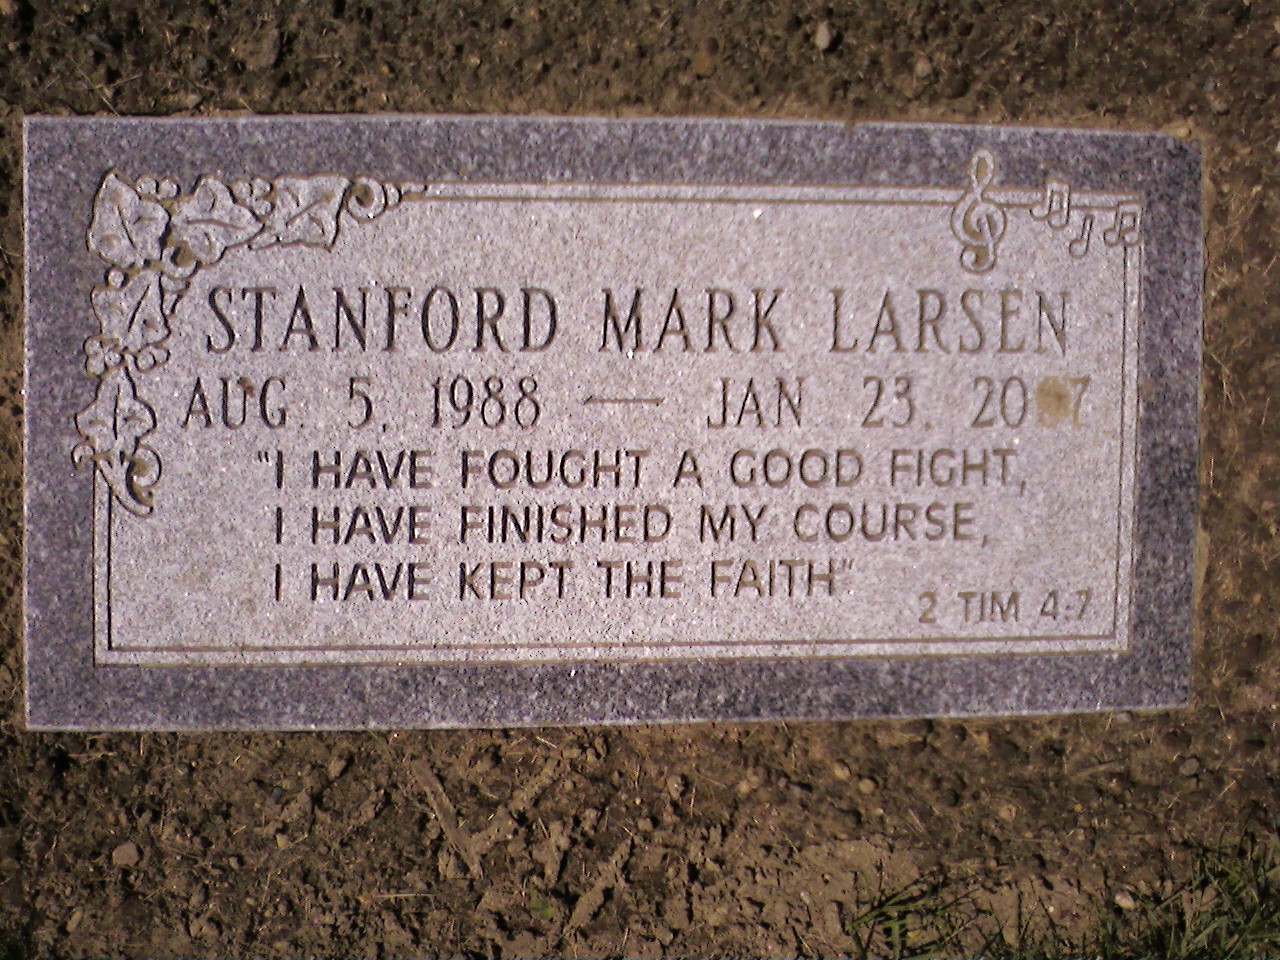 STANFORD MARK LARSEN
AUG. 5, 1988 — JAN 23, 2007
"I HAVE FOUGHT A GOOD FIGHT,
I HAVE FINISHED MY COURSE,
I HAVE KEPT THE FAITH"
2 TIM 4:7